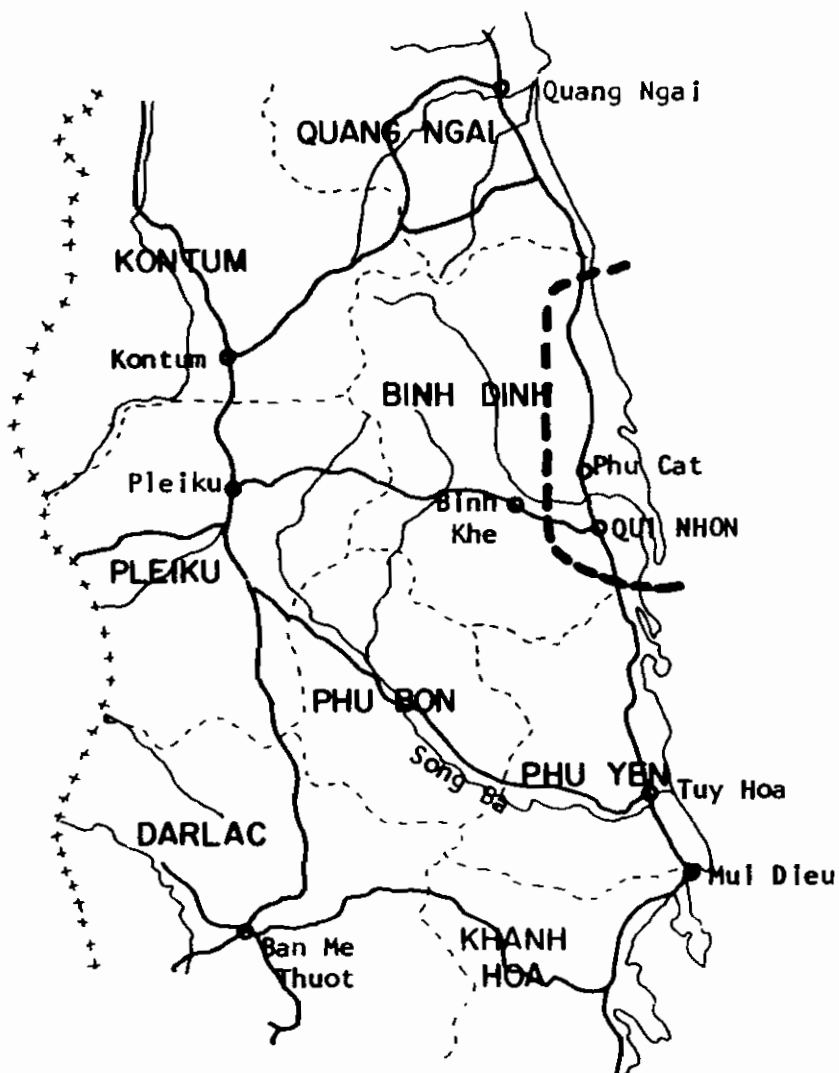 Quang Ngai
QUANG NGAI
KONTUM
Kontum
BINH DINH
Phu Cat
Pleiku
Binh
Khe
QUI NHON
PLEIKU
PHU BON
Song Ba
PHU YEN
Tuy Hoa
DARLAC
Mui Dieu
Ban Me
Thuot
KHANH
HOA